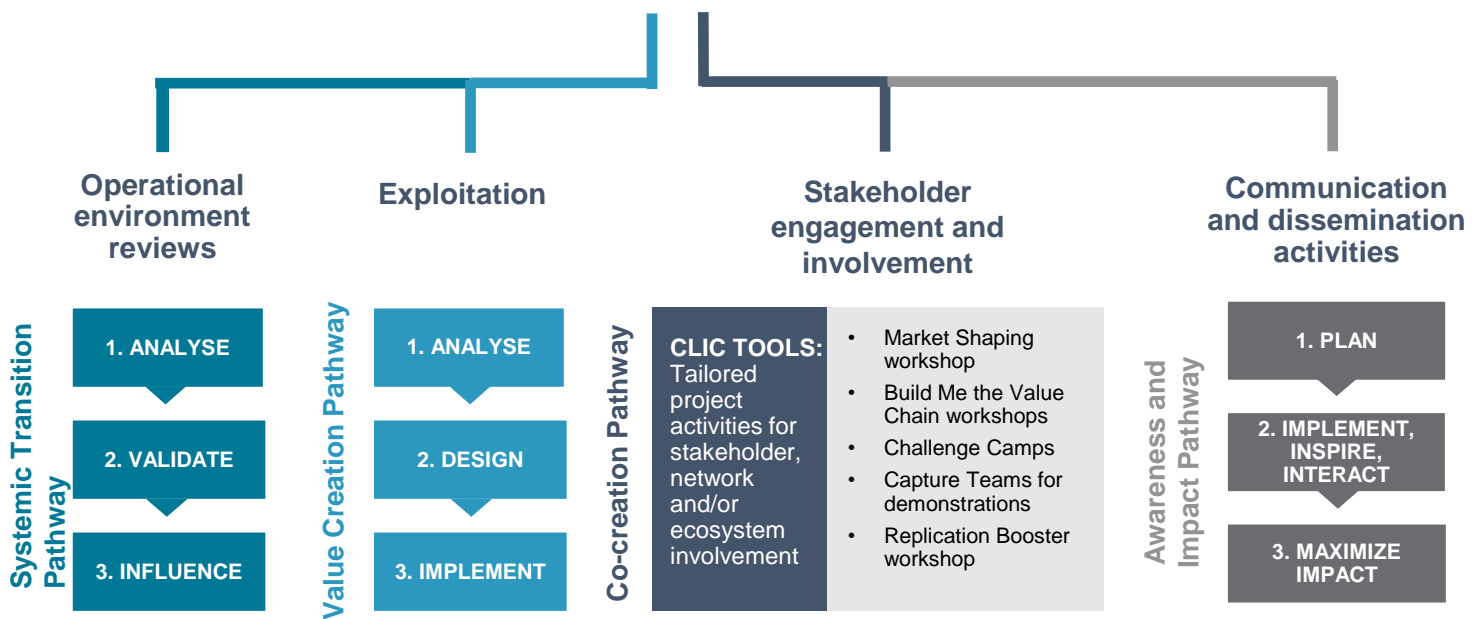 Operational
environment
reviews
Systemic Transition
Pathway
1. ANALYSE
2. VALIDATE
3. INFLUENCE
Exploitation
Value Creation Pathway
1. ANALYSE
2. DESIGN
3. IMPLEMENT
Stakeholder
engagement and
involvement
Co-creation Pathway
CLIC TOOLS:
Tailored
project
activities for
stakeholder,
network
and/or
ecosystem
involvement
• Market Shaping
workshop
• Build Me the Value
Chain workshops
• Challenge Camps
• Capture Teams for
demonstrations
• Replication Booster
workshop
Communication
and dissemination
activities
Awareness and
Impact Pathway
1. PLAN
2. IMPLEMENT,
INSPIRE,
INTERACT
3. MAXIMIZE
IMPACT